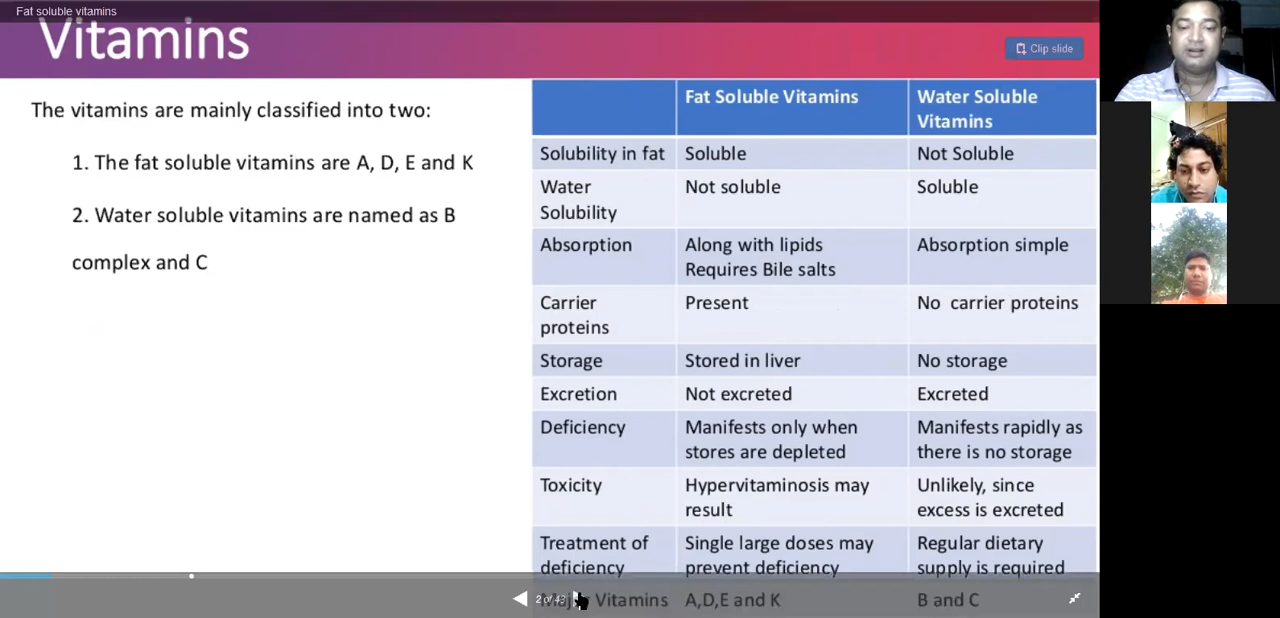 Fat soluble vitamins
Vitamins
Clip slide
The vitamins are mainly classified into two:
1. The fat soluble vitamins are A, D, E and K
2. Water soluble vitamins are named as B
complex and C
Fat Soluble Vitamins
Water Soluble
Vitamins
Solubility in fat
Soluble
Not Soluble
Water
Solubility
Not soluble
Soluble
Absorption
Along with lipids
Requires Bile salts
Absorption simple
Carrier
proteins
Present
No carrier proteins
Storage
Stored in liver
No storage
Excretion
Not excreted
Excreted
Deficiency
Manifests only when
stores are depleted
Manifests rapidly as
there is no storage
Toxicity
Hypervitaminosis may
result
Unlikely, since
excess is excreted
Treatment of
deficiency
Single large doses may
prevent deficiency
Regular dietary
supply is required
Vitamins
A,D,E and K
B and C
2 of